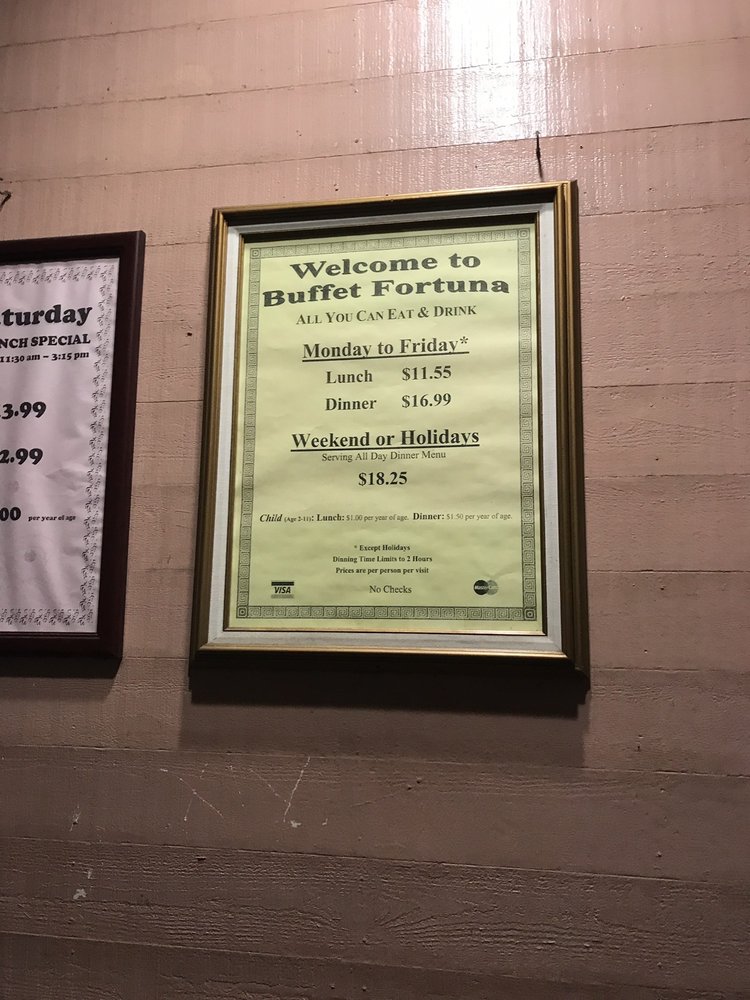 turday
NCH SPECIAL
11:30 am - 3:15 pm
3.99
2.99
00 per year of age
Welcome to
Buffet Fortuna
ALL YOU CAN EAT & DRINK
Monday to Friday*
Lunch $11.55
Dinner $16.99
Weekend or Holidays
Serving All Day Dinner Menu
$18.25
Child (Age 2-11): Lunch: $1.00 per year of age. Dinner: $1.50 per year of age.
* Except Holidays
Dinning Time Limits to 2 Hours
Prices are per person per visit
VISA No Checks MasterCard